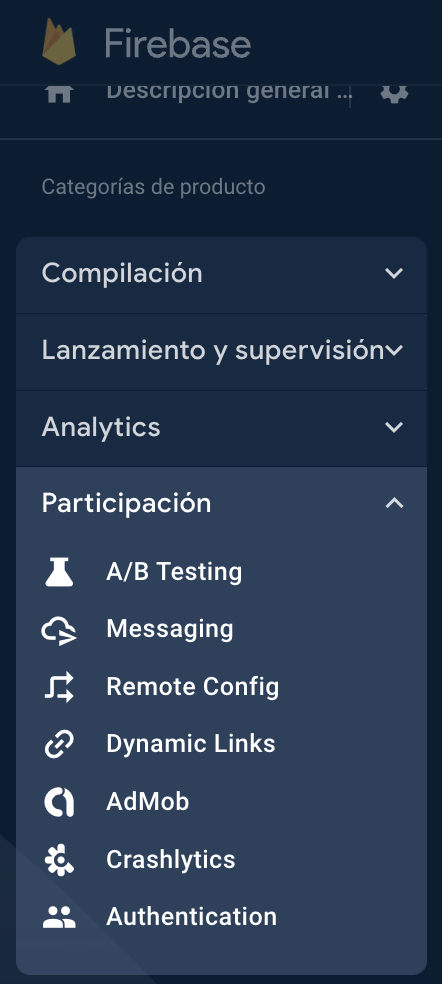 Firebase
Descripción general ...
Categorías de producto
Compilación
Lanzamiento y supervisión
Analytics
Participación
A/B Testing
Messaging
Remote Config
Dynamic Links
AdMob
Crashlytics
Authentication